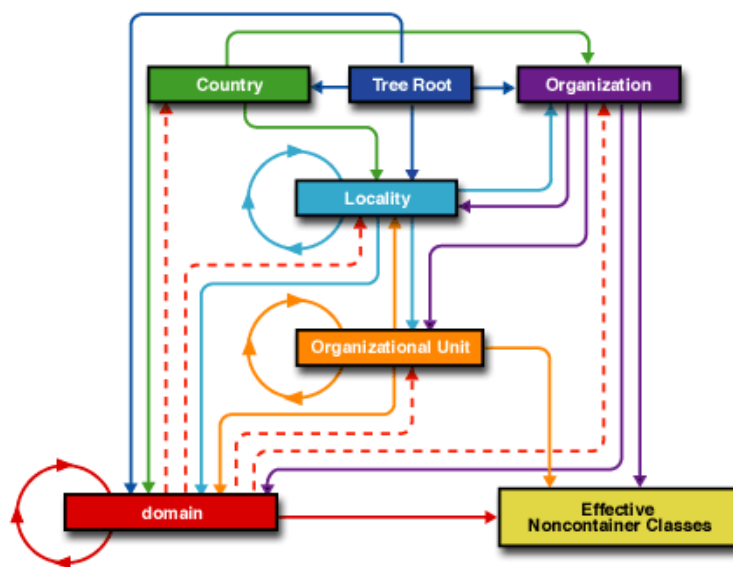 Country
Tree Root
Organization
Locality
Organizational Unit
domain
Effective
Noncontainer Classes